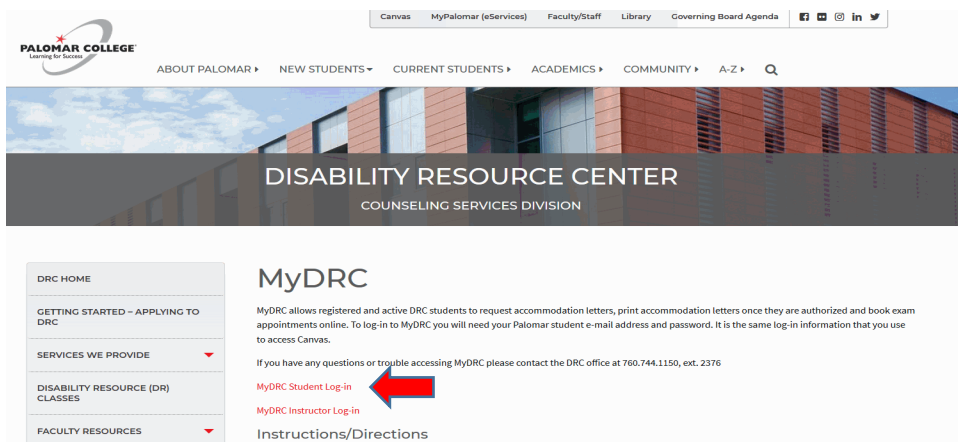 Canvas MyPalomar (eServices) Faculty/Staff Library Governing Board Agenda
PALOMAR COLLEGE
Learning for Success
ABOUT PALOMAR NEW STUDENTS CURRENT STUDENTS ACADEMICS COMMUNITY A-Z
DISABILITY RESOURCE CENTER
COUNSELING SERVICES DIVISION
DRC HOME
GETTING STARTED – APPLYING TO
DRC
SERVICES WE PROVIDE
DISABILITY RESOURCE (DR)
CLASSES
FACULTY RESOURCES
MyDRC
MyDRC allows registered and active DRC students to request accommodation letters, print accommodation letters once they are authorized and book exam
appointments online. To log-in to MyDRC you will need your Palomar student e-mail address and password. It is the same log-in information that you use
to access Canvas.
If you have any questions or trouble accessing MyDRC please contact the DRC office at 760.744.1150, ext. 2376
MyDRC Student Log-in
MyDRC Instructor Log-in
Instructions/Directions